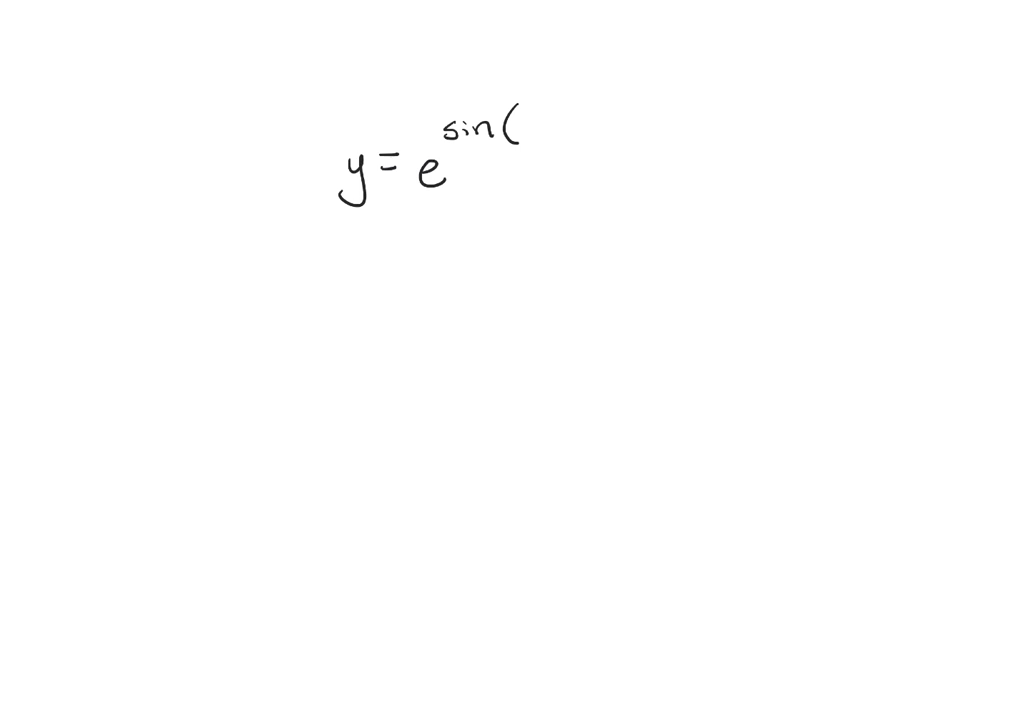 y = e^sin(